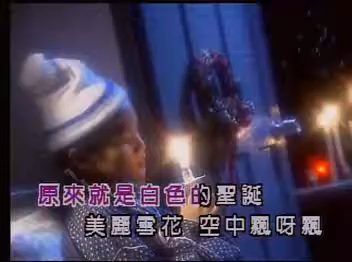 原來就是白色的聖誕
美麗雪花 空中飄呀飄